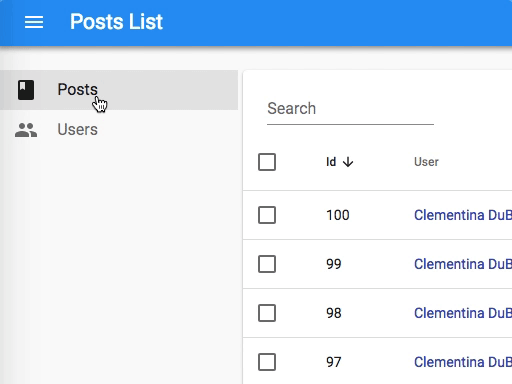 Posts List
Posts
Users
Search
Id User
100 Clementina DuB
99 Clementina DuB
98 Clementina DuB
97 Clementina DuB